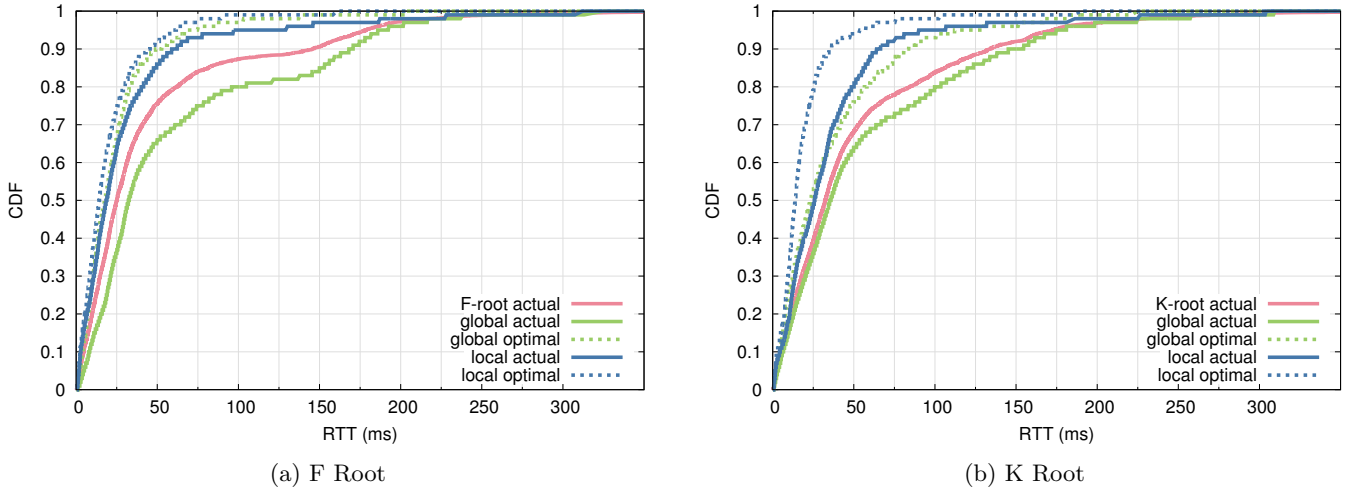 1
0.9
0.8
0.7
0.6
0.5
0.4
0.3
0.2
0.1
0
CDF
0 50 100 150 200 250 300
RTT (ms)
F-root actual
global actual
global optimal
local actual
local optimal
(a) F Root
1
0.9
0.8
0.7
0.6
0.5
0.4
0.3
0.2
0.1
0
CDF
0 50 100 150 200 250 300
RTT (ms)
K-root actual
global actual
global optimal
local actual
local optimal
(b) K Root